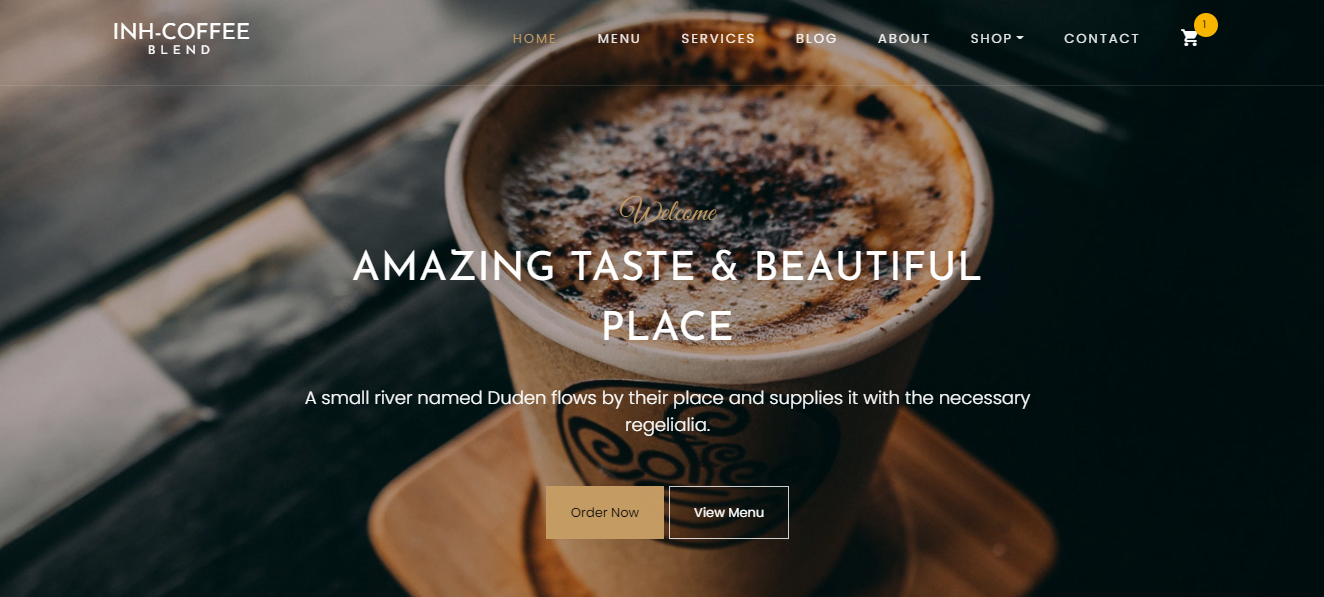 INH-COFFEE
BLEND
HOME MENU SERVICES BLOG ABOUT SHOP CONTACT 1
Welcome
AMAZING TASTE & BEAUTIFUL
PLACE
A small river named Duden flows by their place and supplies it with the necessary
regelialia.
Coffee
Order Now View Menu